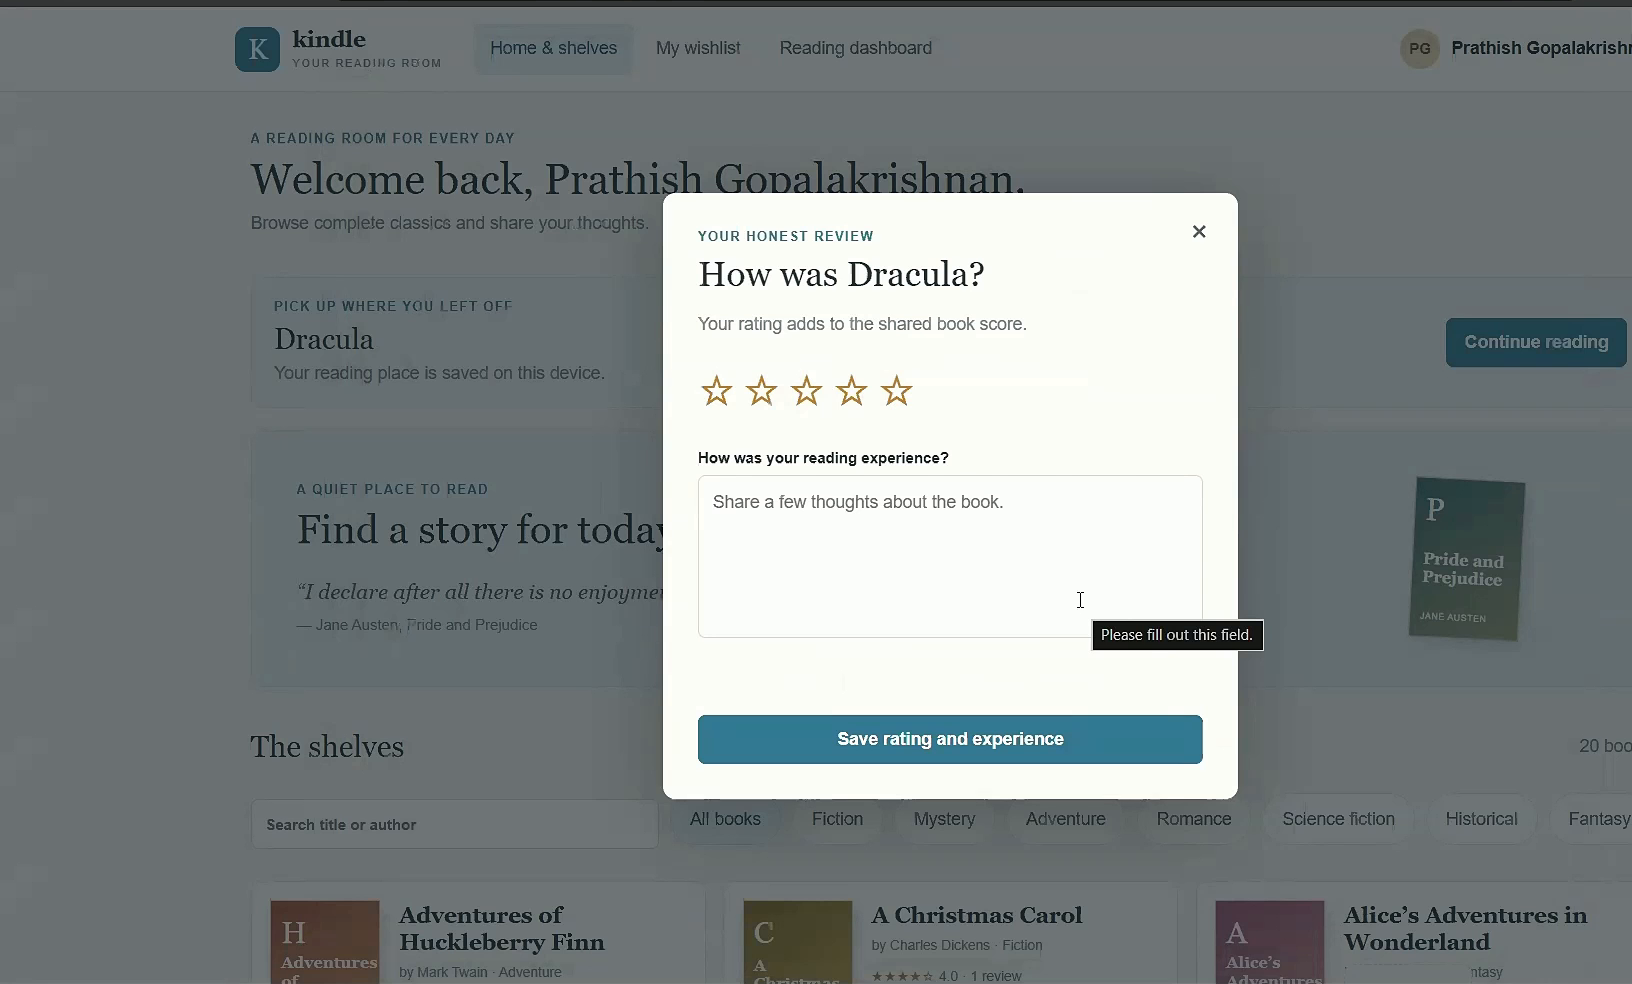 K
kindle
YOUR READING ROOM
Home & shelves
My wishlist
Reading dashboard
PG
Prathish
A READING ROOM FOR EVERY DAY
Welcome back, Prathish Gopalakrishnan.
Browse complete classics and share your thoughts.
PICK UP WHERE YOU LEFT OFF
Dracula
Your reading place is saved on this device.
Continue reading
A QUIET PLACE TO READ
Find a story for today
“I declare after all there is no
— Jane Austen, Pride and Prejudice
P
Pride and
Prejudice
JANE AUSTEN
YOUR HONEST REVIEW
×
How was Dracula?
Your rating adds to the shared book score.
How was your reading experience?
Share a few thoughts about the book.
Please fill out this field.
Save rating and experience
The shelves
20
Search title or author
All books
Fiction
Mystery
Adventure
Romance
Science fiction
Historical
Fantasy
H
Adventures
of
Adventures of
Huckleberry Finn
by Mark Twain · Adventure
C
A
Christmas
A Christmas Carol
by Charles Dickens · Fiction
★★★★☆ 4.0 · 1 review
A
Alice’s
Adventures
Alice’s Adventures in
Wonderland